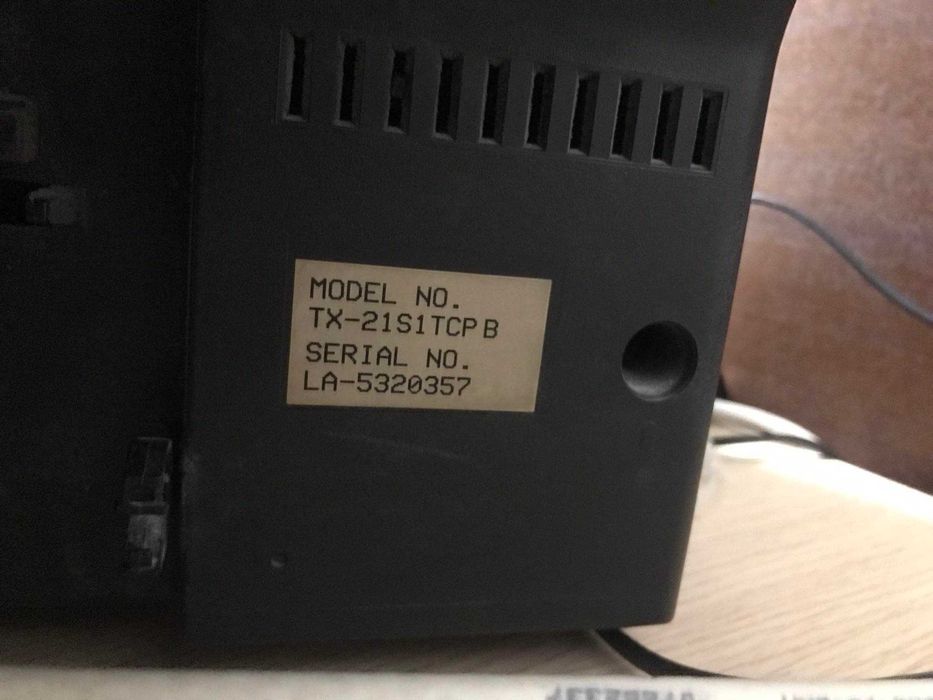 MODEL NO.
TX-21S1TCP B
SERIAL NO.
LA-5320357